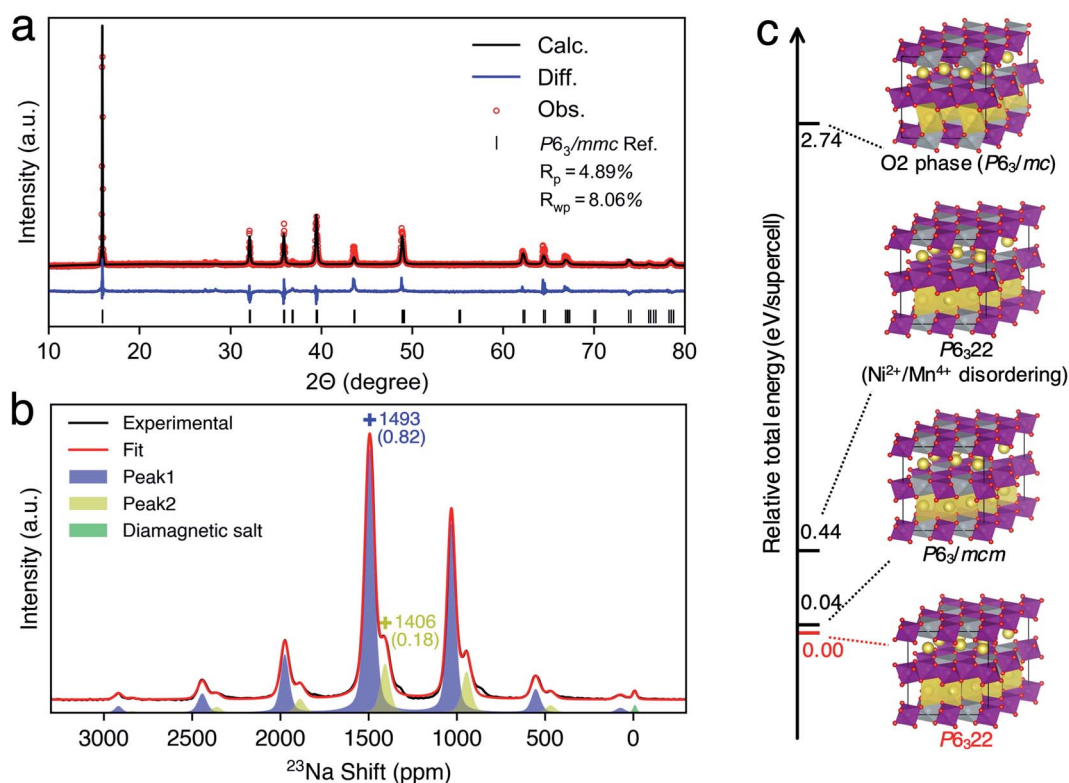 a
Intensity (a.u.)
Calc.
Diff.
Obs.
P6₃/mmc Ref.
Rₚ = 4.89%
R_wp = 8.06%
10 20 30 40 50 60 70 80
2Θ (degree)
b
Intensity (a.u.)
Experimental
Fit
Peak1
Peak2
Diamagnetic salt
1493
(0.82)
1406
(0.18)
3000 2500 2000 1500 1000 500 0
²³Na Shift (ppm)
c
Relative total energy (eV/supercell)
2.74
O2 phase (P6₃/mc)
P6₃22
(Ni²⁺/Mn⁴⁺ disordering)
0.44
P6₃/mcm
0.04
0.00
P6₃22